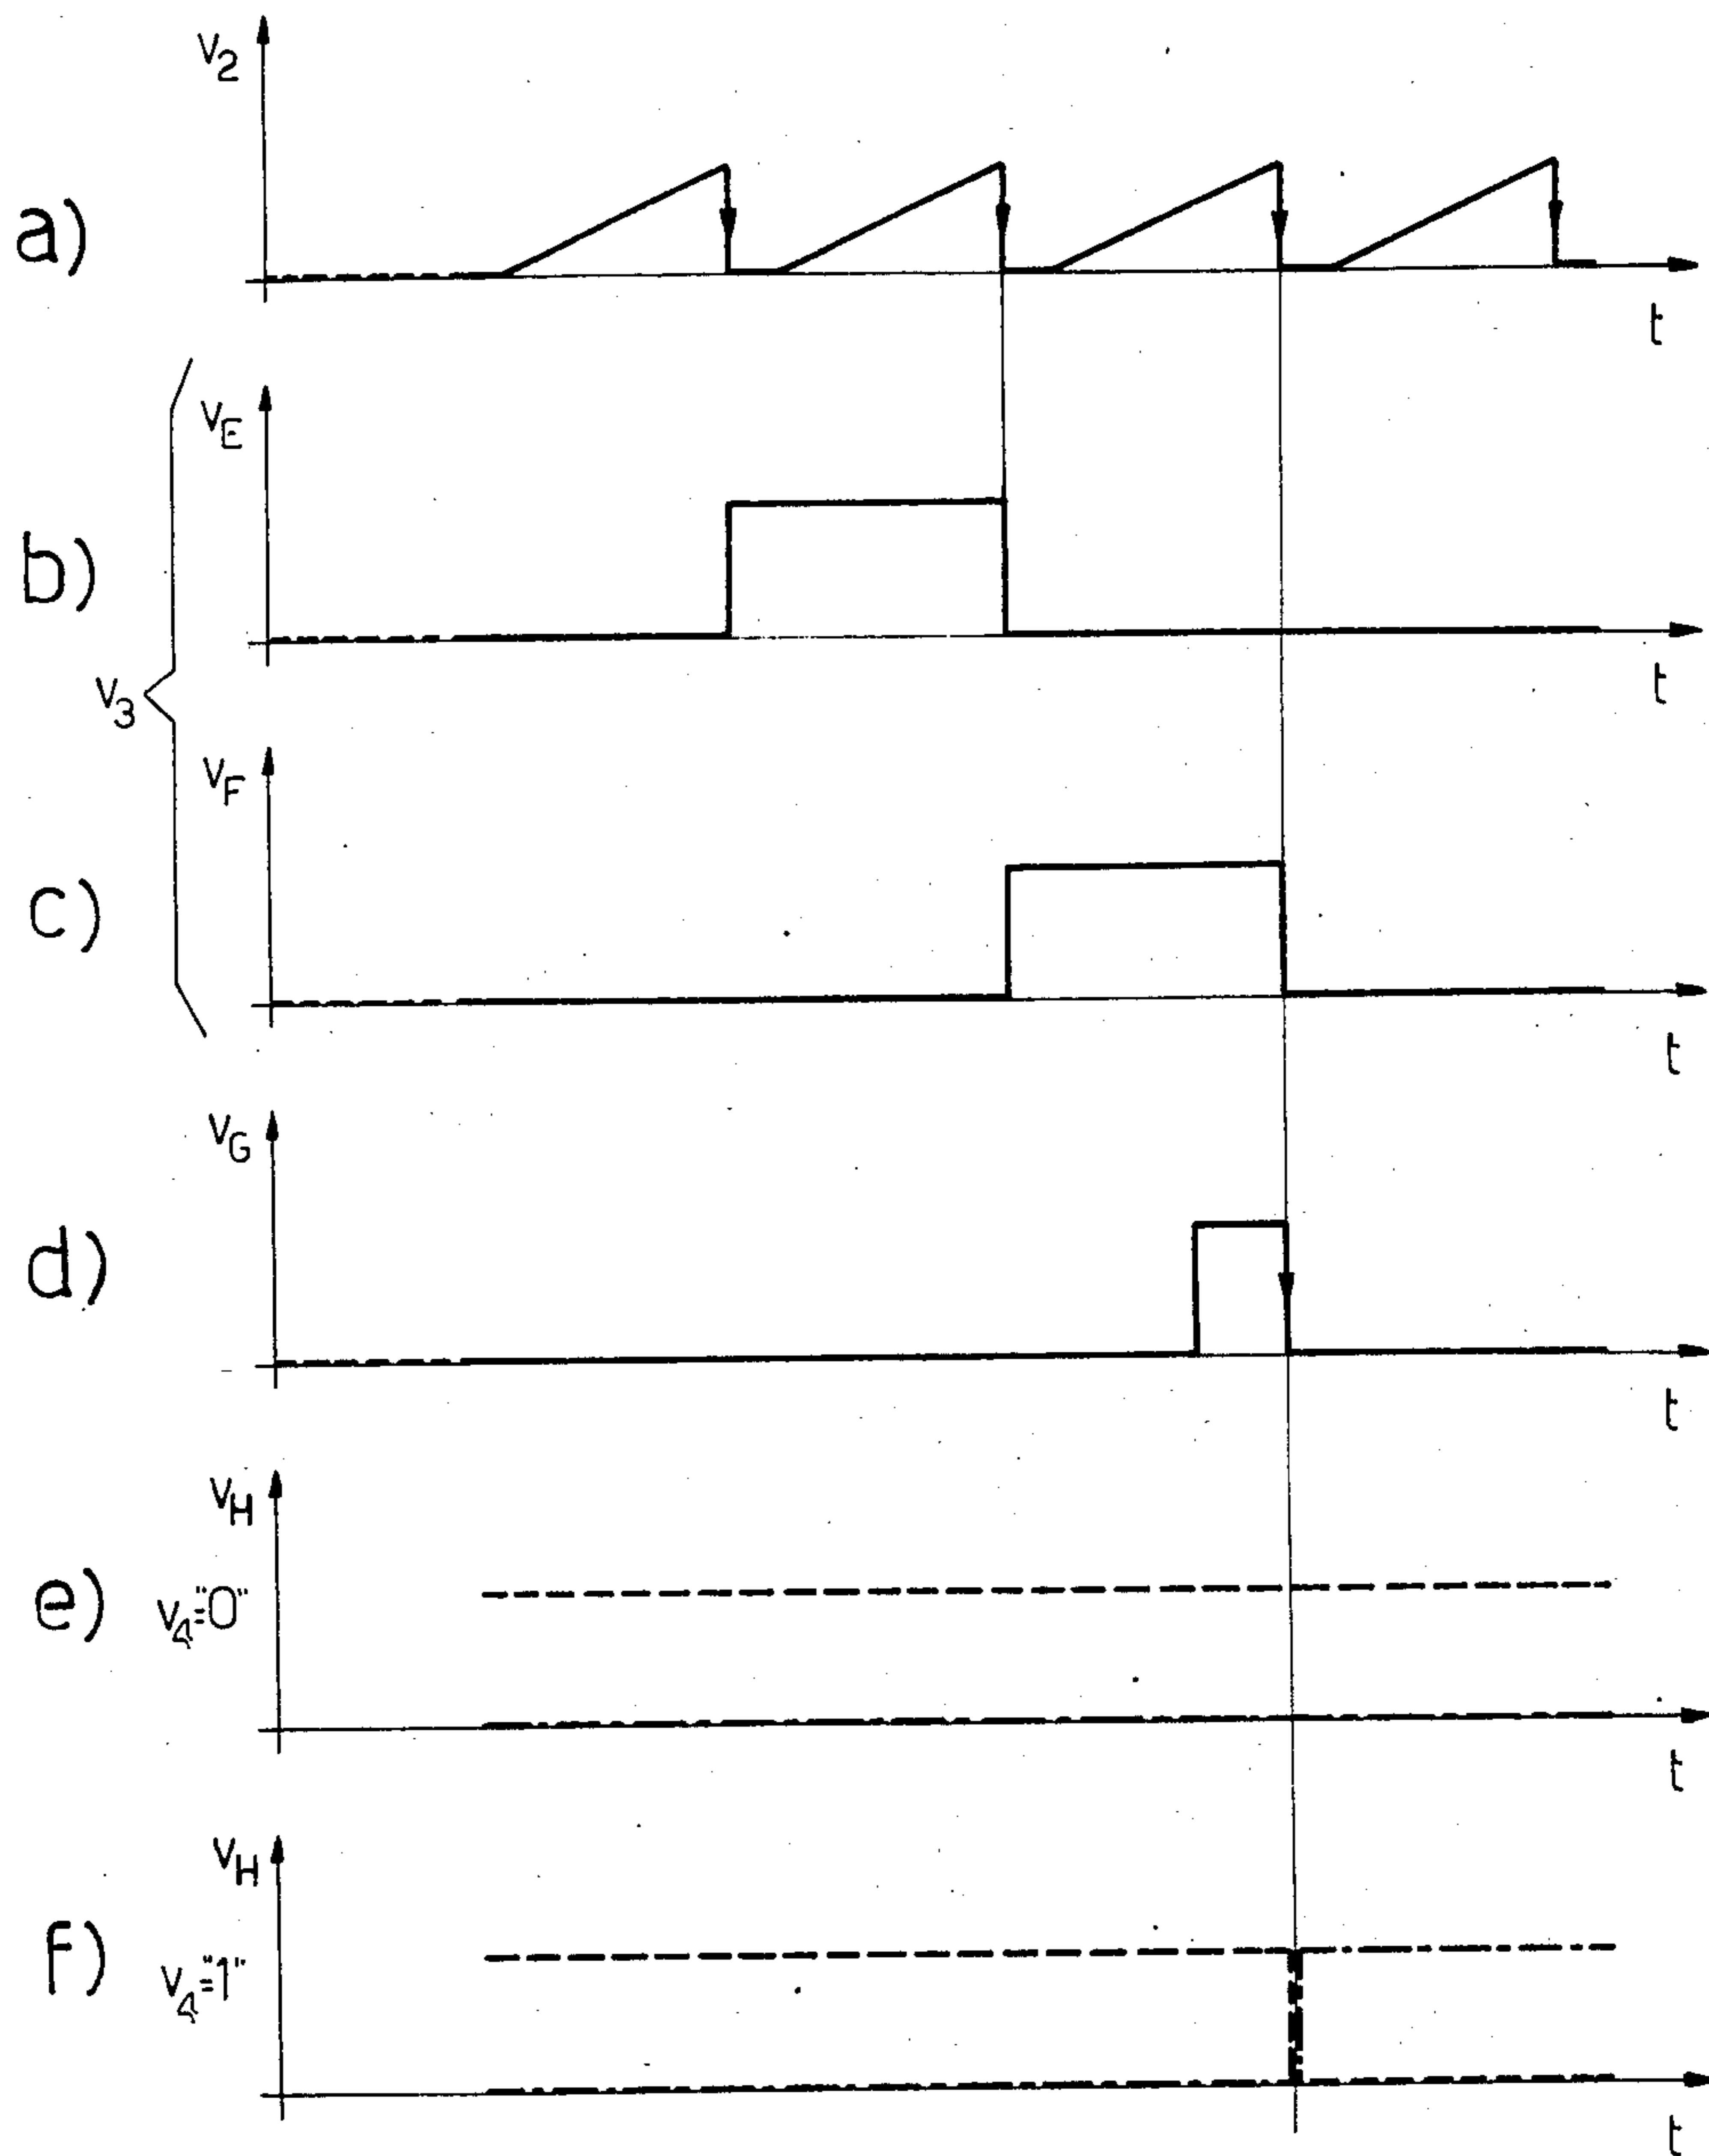 V2
a)
t
VE
b)
t
V3
VF
c)
t
VG
d)
t
VH
e)
V4="0"
t
VH
f)
V4="1"
t